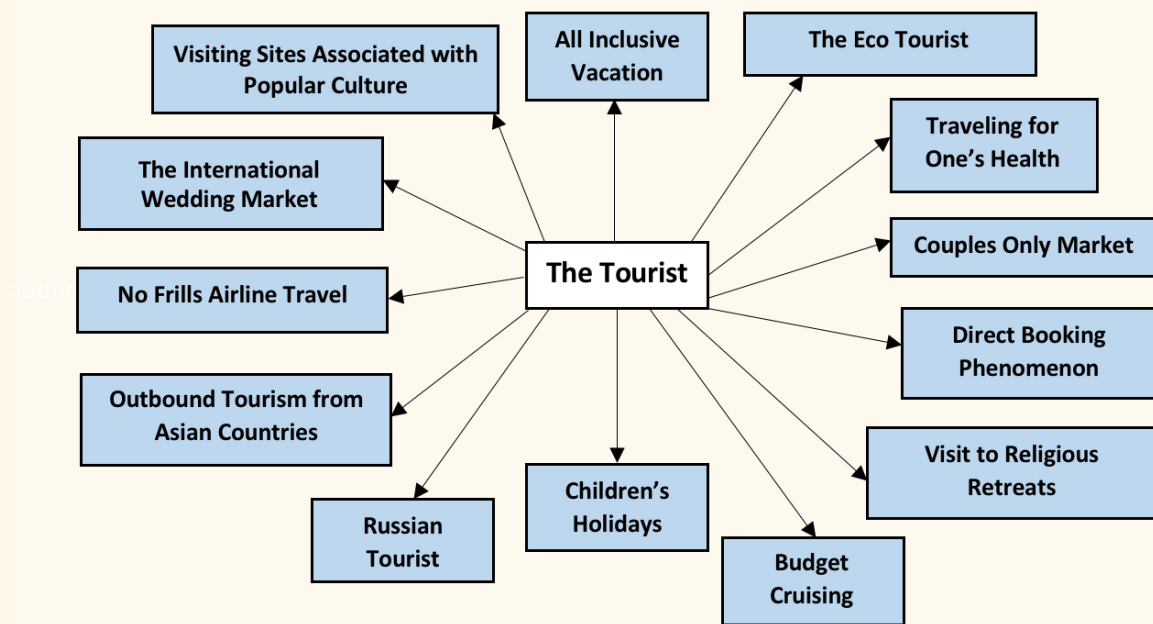 Visiting Sites Associated with
Popular Culture
All Inclusive
Vacation
The Eco Tourist
Traveling for
One’s Health
The International
Wedding Market
Couples Only Market
The Tourist
No Frills Airline Travel
Direct Booking
Phenomenon
Outbound Tourism from
Asian Countries
Visit to Religious
Retreats
Children’s
Holidays
Russian
Tourist
Budget
Cruising